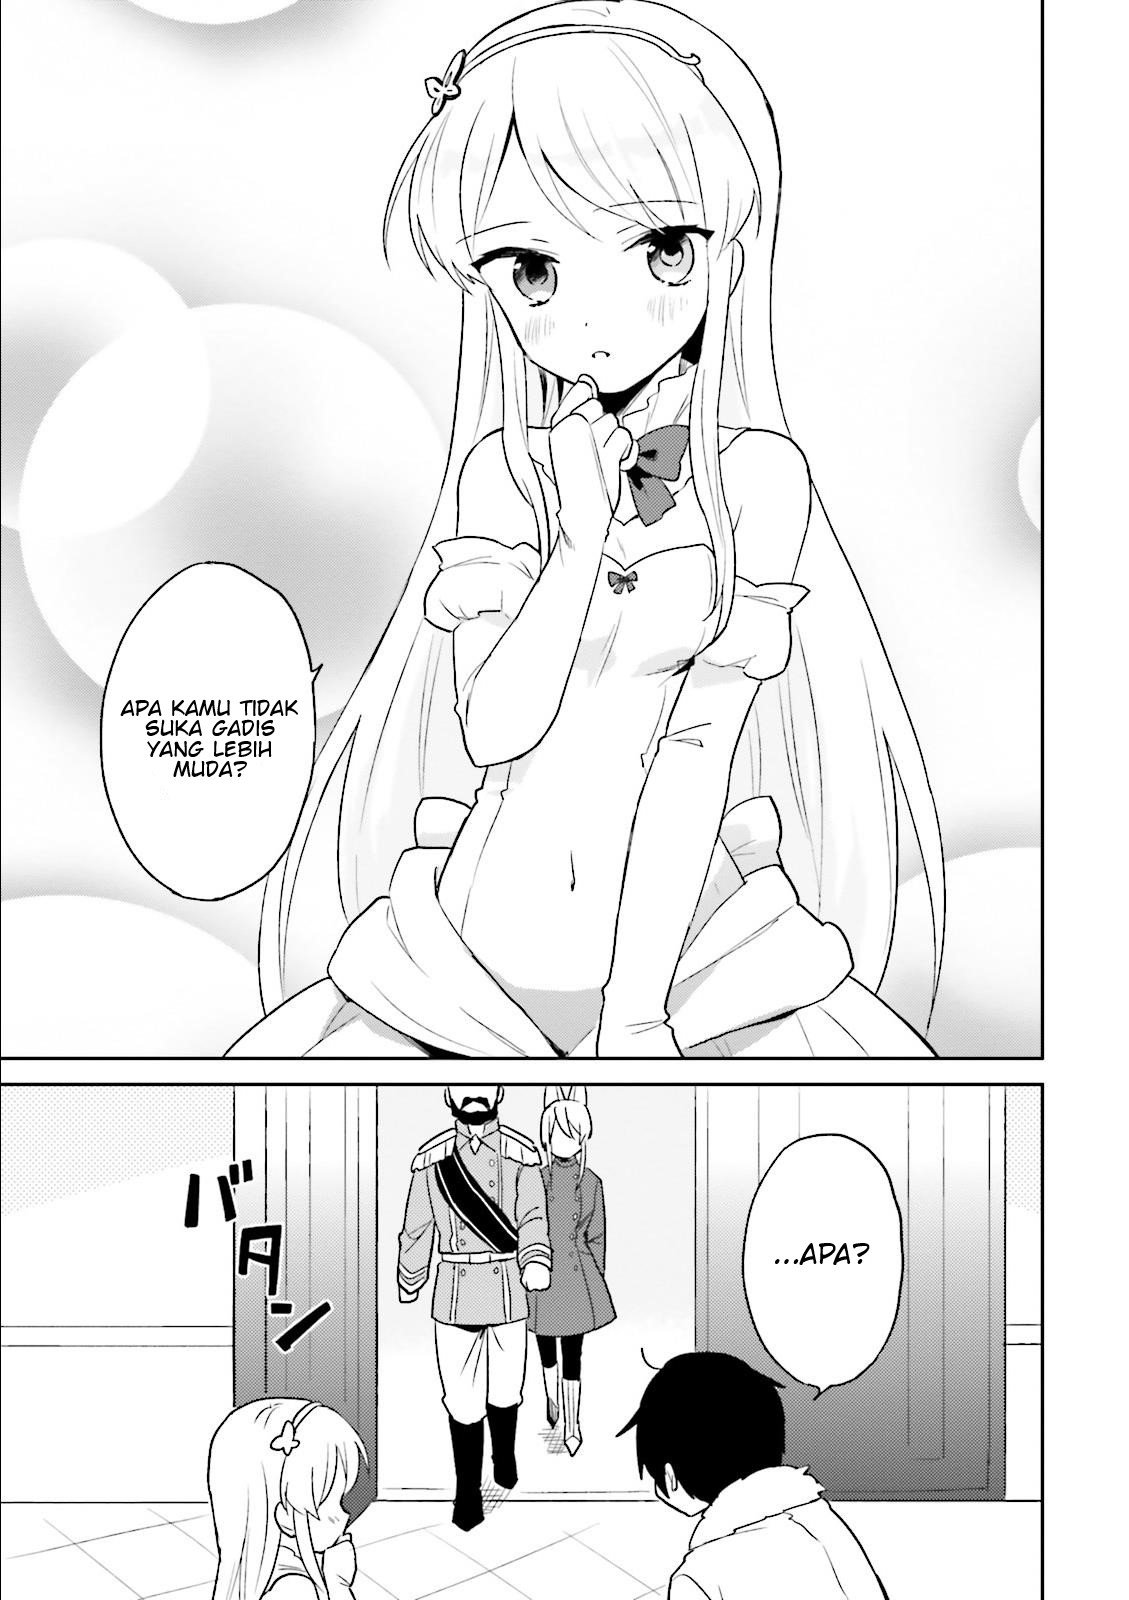 APA KAMU TIDAK
SUKA GADIS
YANG LEBIH
MUDA?
バタン
...APA?